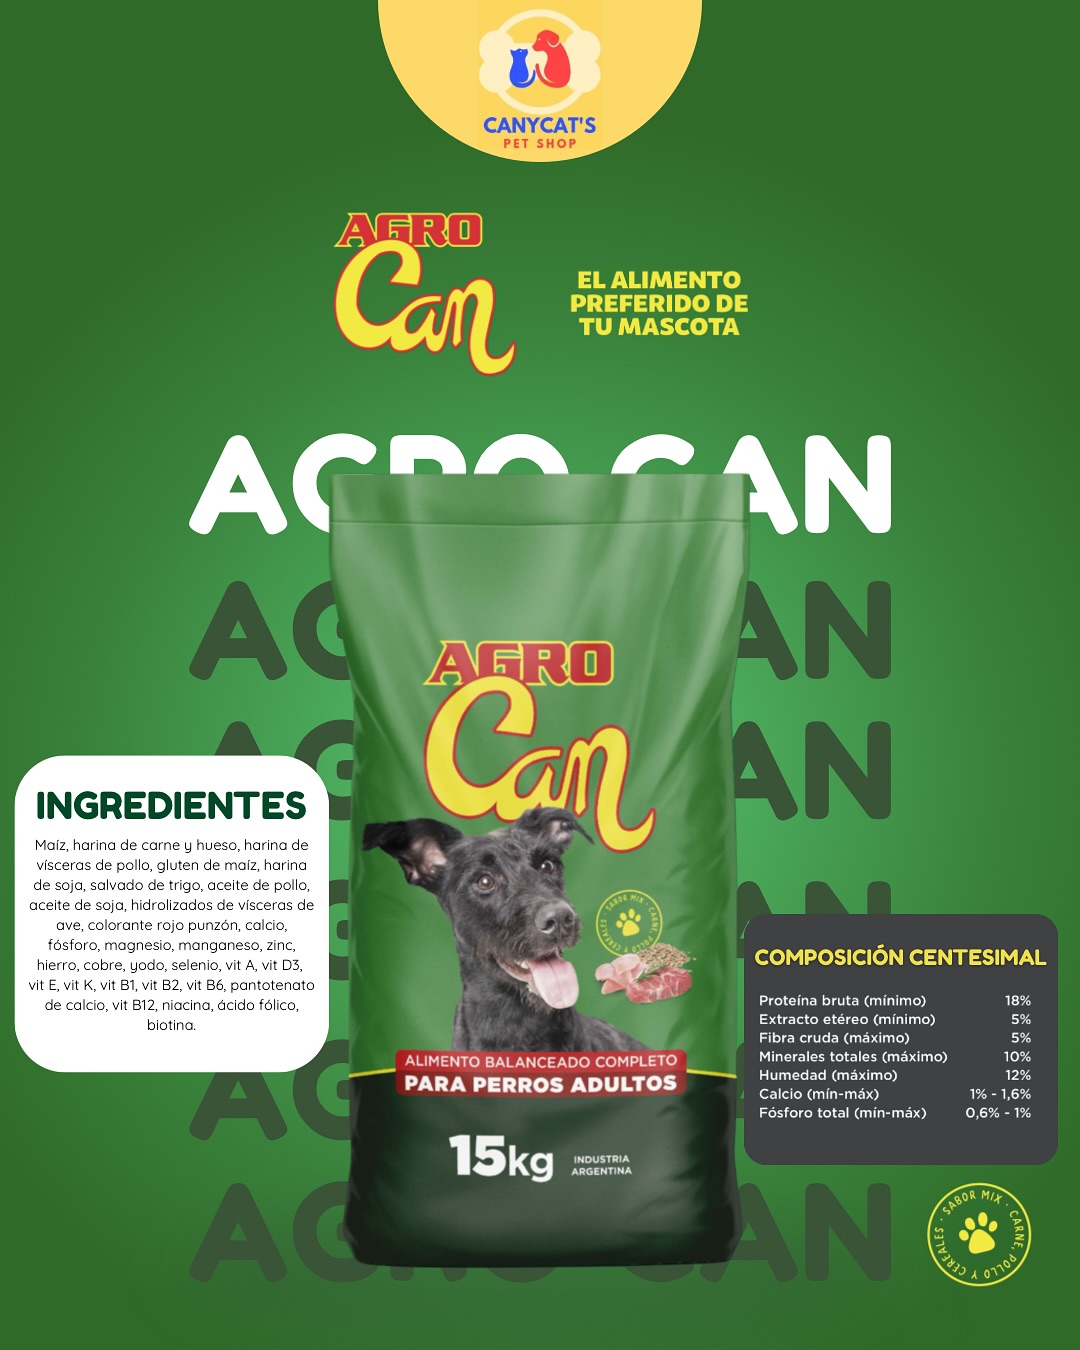 CANYCAT'S
PET SHOP
AGRO
Can
EL ALIMENTO
PREFERIDO DE
TU MASCOTA
AGRO CAN
AGRO
Can
SABOR MIX · CARNE, POLLO Y CEREALES ·
ALIMENTO BALANCEADO COMPLETO
PARA PERROS ADULTOS
15kg
INDUSTRIA
ARGENTINA
INGREDIENTES
Maíz, harina de carne y hueso, harina de
vísceras de pollo, gluten de maíz, harina
de soja, salvado de trigo, aceite de pollo,
aceite de soja, hidrolizados de vísceras de
ave, colorante rojo punzón, calcio,
fósforo, magnesio, manganeso, zinc,
hierro, cobre, yodo, selenio, vit A, vit D3,
vit E, vit K, vit B1, vit B2, vit B6, pantotenato
de calcio, vit B12, niacina, ácido fólico,
biotina.
COMPOSICIÓN CENTESIMAL
Proteína bruta (mínimo) 18%
Extracto etéreo (mínimo) 5%
Fibra cruda (máximo) 5%
Minerales totales (máximo) 10%
Humedad (máximo) 12%
Calcio (mín-máx) 1% - 1,6%
Fósforo total (mín-máx) 0,6% - 1%
AGRO CAN
SABOR MIX · CARNE, POLLO Y CEREALES ·